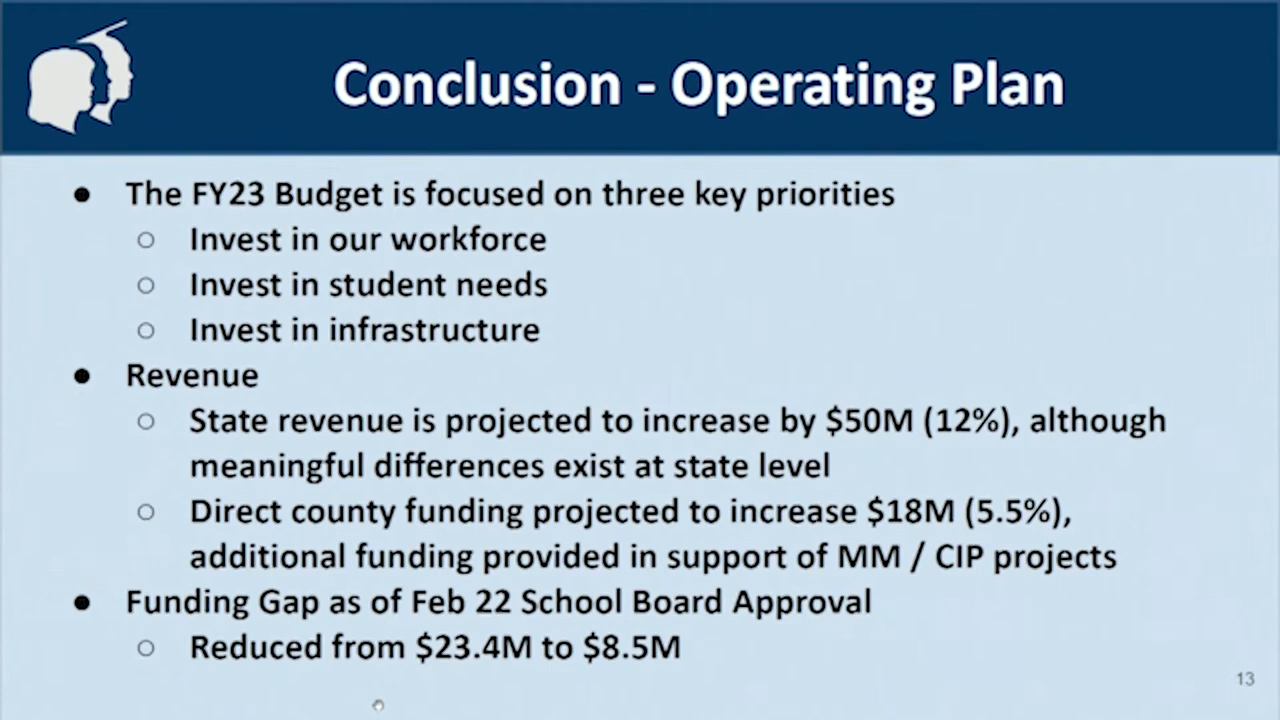 Conclusion - Operating Plan
● The FY23 Budget is focused on three key priorities
○ Invest in our workforce
○ Invest in student needs
○ Invest in infrastructure
● Revenue
○ State revenue is projected to increase by $50M (12%), although
meaningful differences exist at state level
○ Direct county funding projected to increase $18M (5.5%),
additional funding provided in support of MM / CIP projects
● Funding Gap as of Feb 22 School Board Approval
○ Reduced from $23.4M to $8.5M
13